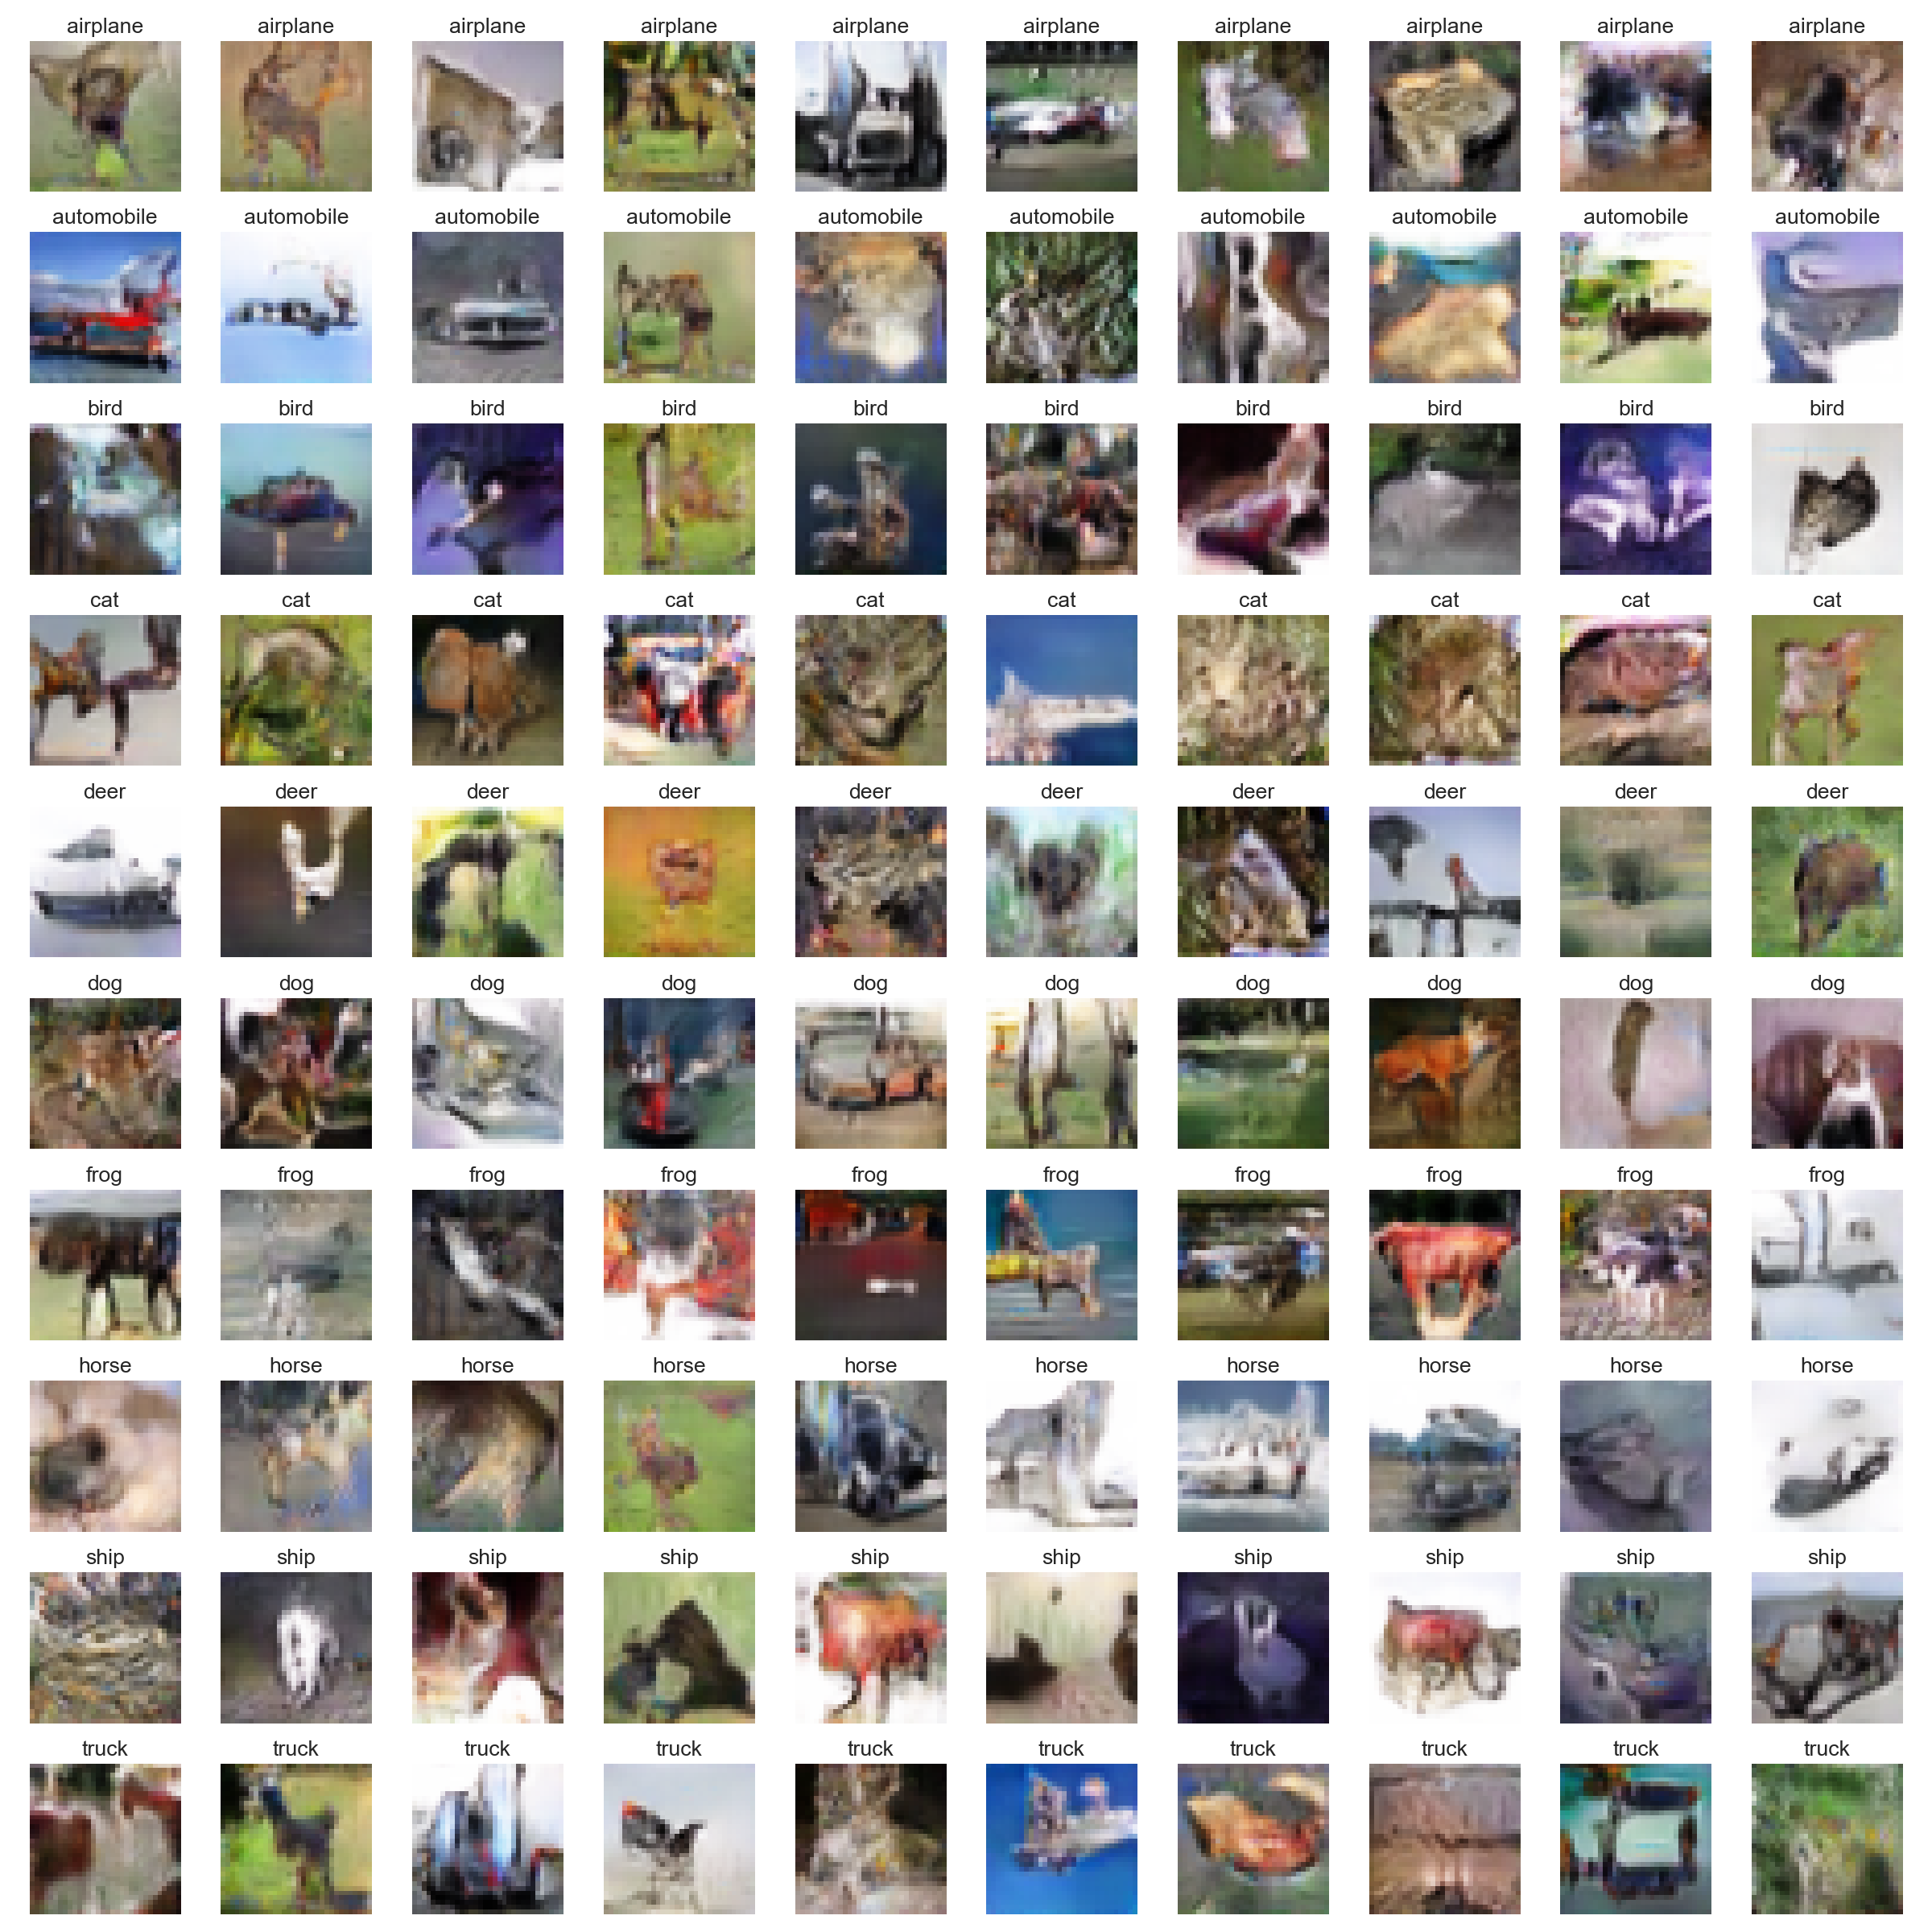 airplane airplane airplane airplane airplane airplane airplane airplane airplane airplane
automobile automobile automobile automobile automobile automobile automobile automobile automobile automobile
bird bird bird bird bird bird bird bird bird bird
cat cat cat cat cat cat cat cat cat cat
deer deer deer deer deer deer deer deer deer deer
dog dog dog dog dog dog dog dog dog dog
frog frog frog frog frog frog frog frog frog frog
horse horse horse horse horse horse horse horse horse horse
ship ship ship ship ship ship ship ship ship ship
truck truck truck truck truck truck truck truck truck truck